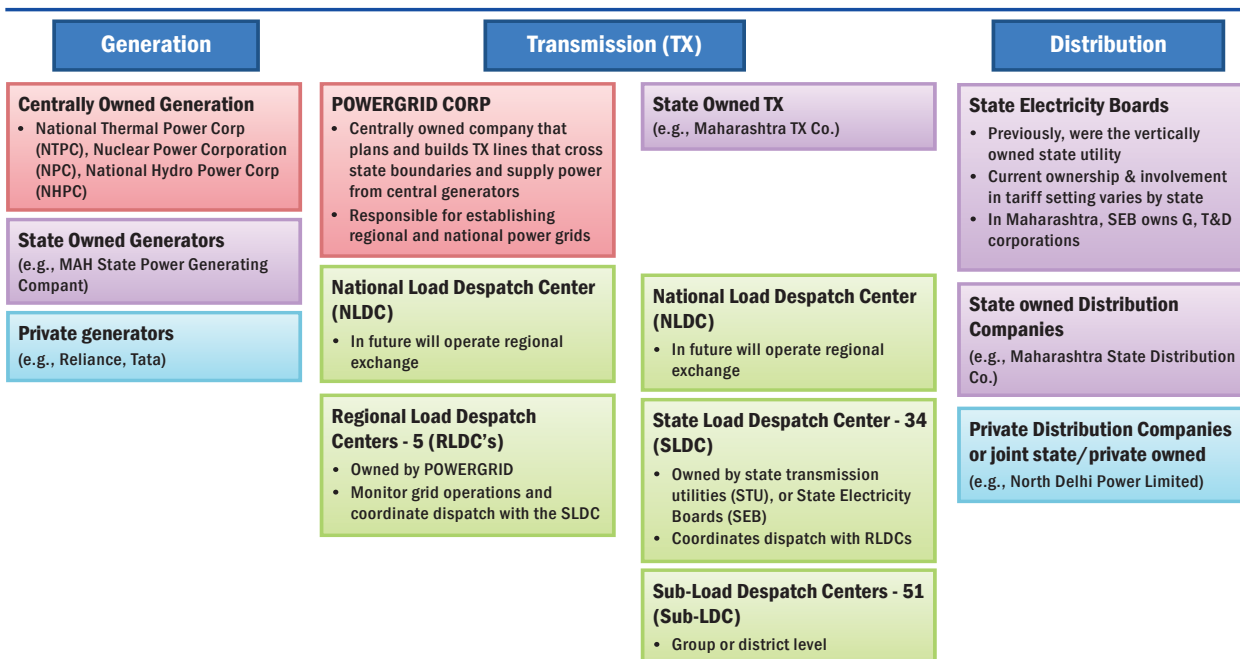 Generation
Transmission (TX)
Distribution
Centrally Owned Generation
• National Thermal Power Corp
(NTPC), Nuclear Power Corporation
(NPC), National Hydro Power Corp
(NHPC)
State Owned Generators
(e.g., MAH State Power Generating
Compant)
Private generators
(e.g., Reliance, Tata)
POWERGRID CORP
• Centrally owned company that
plans and builds TX lines that cross
state boundaries and supply power
from central generators
• Responsible for establishing
regional and national power grids
National Load Despatch Center
(NLDC)
• In future will operate regional
exchange
Regional Load Despatch
Centers - 5 (RLDC's)
• Owned by POWERGRID
• Monitor grid operations and
coordinate dispatch with the SLDC
State Owned TX
(e.g., Maharashtra TX Co.)
National Load Despatch Center
(NLDC)
• In future will operate regional
exchange
State Load Despatch Center - 34
(SLDC)
• Owned by state transmission
utilities (STU), or State Electricity
Boards (SEB)
• Coordinates dispatch with RLDCs
Sub-Load Despatch Centers - 51
(Sub-LDC)
• Group or district level
State Electricity Boards
• Previously, were the vertically
owned state utility
• Current ownership & involvement
in tariff setting varies by state
• In Maharashtra, SEB owns G, T&D
corporations
State owned Distribution
Companies
(e.g., Maharashtra State Distribution
Co.)
Private Distribution Companies
or joint state/private owned
(e.g., North Delhi Power Limited)